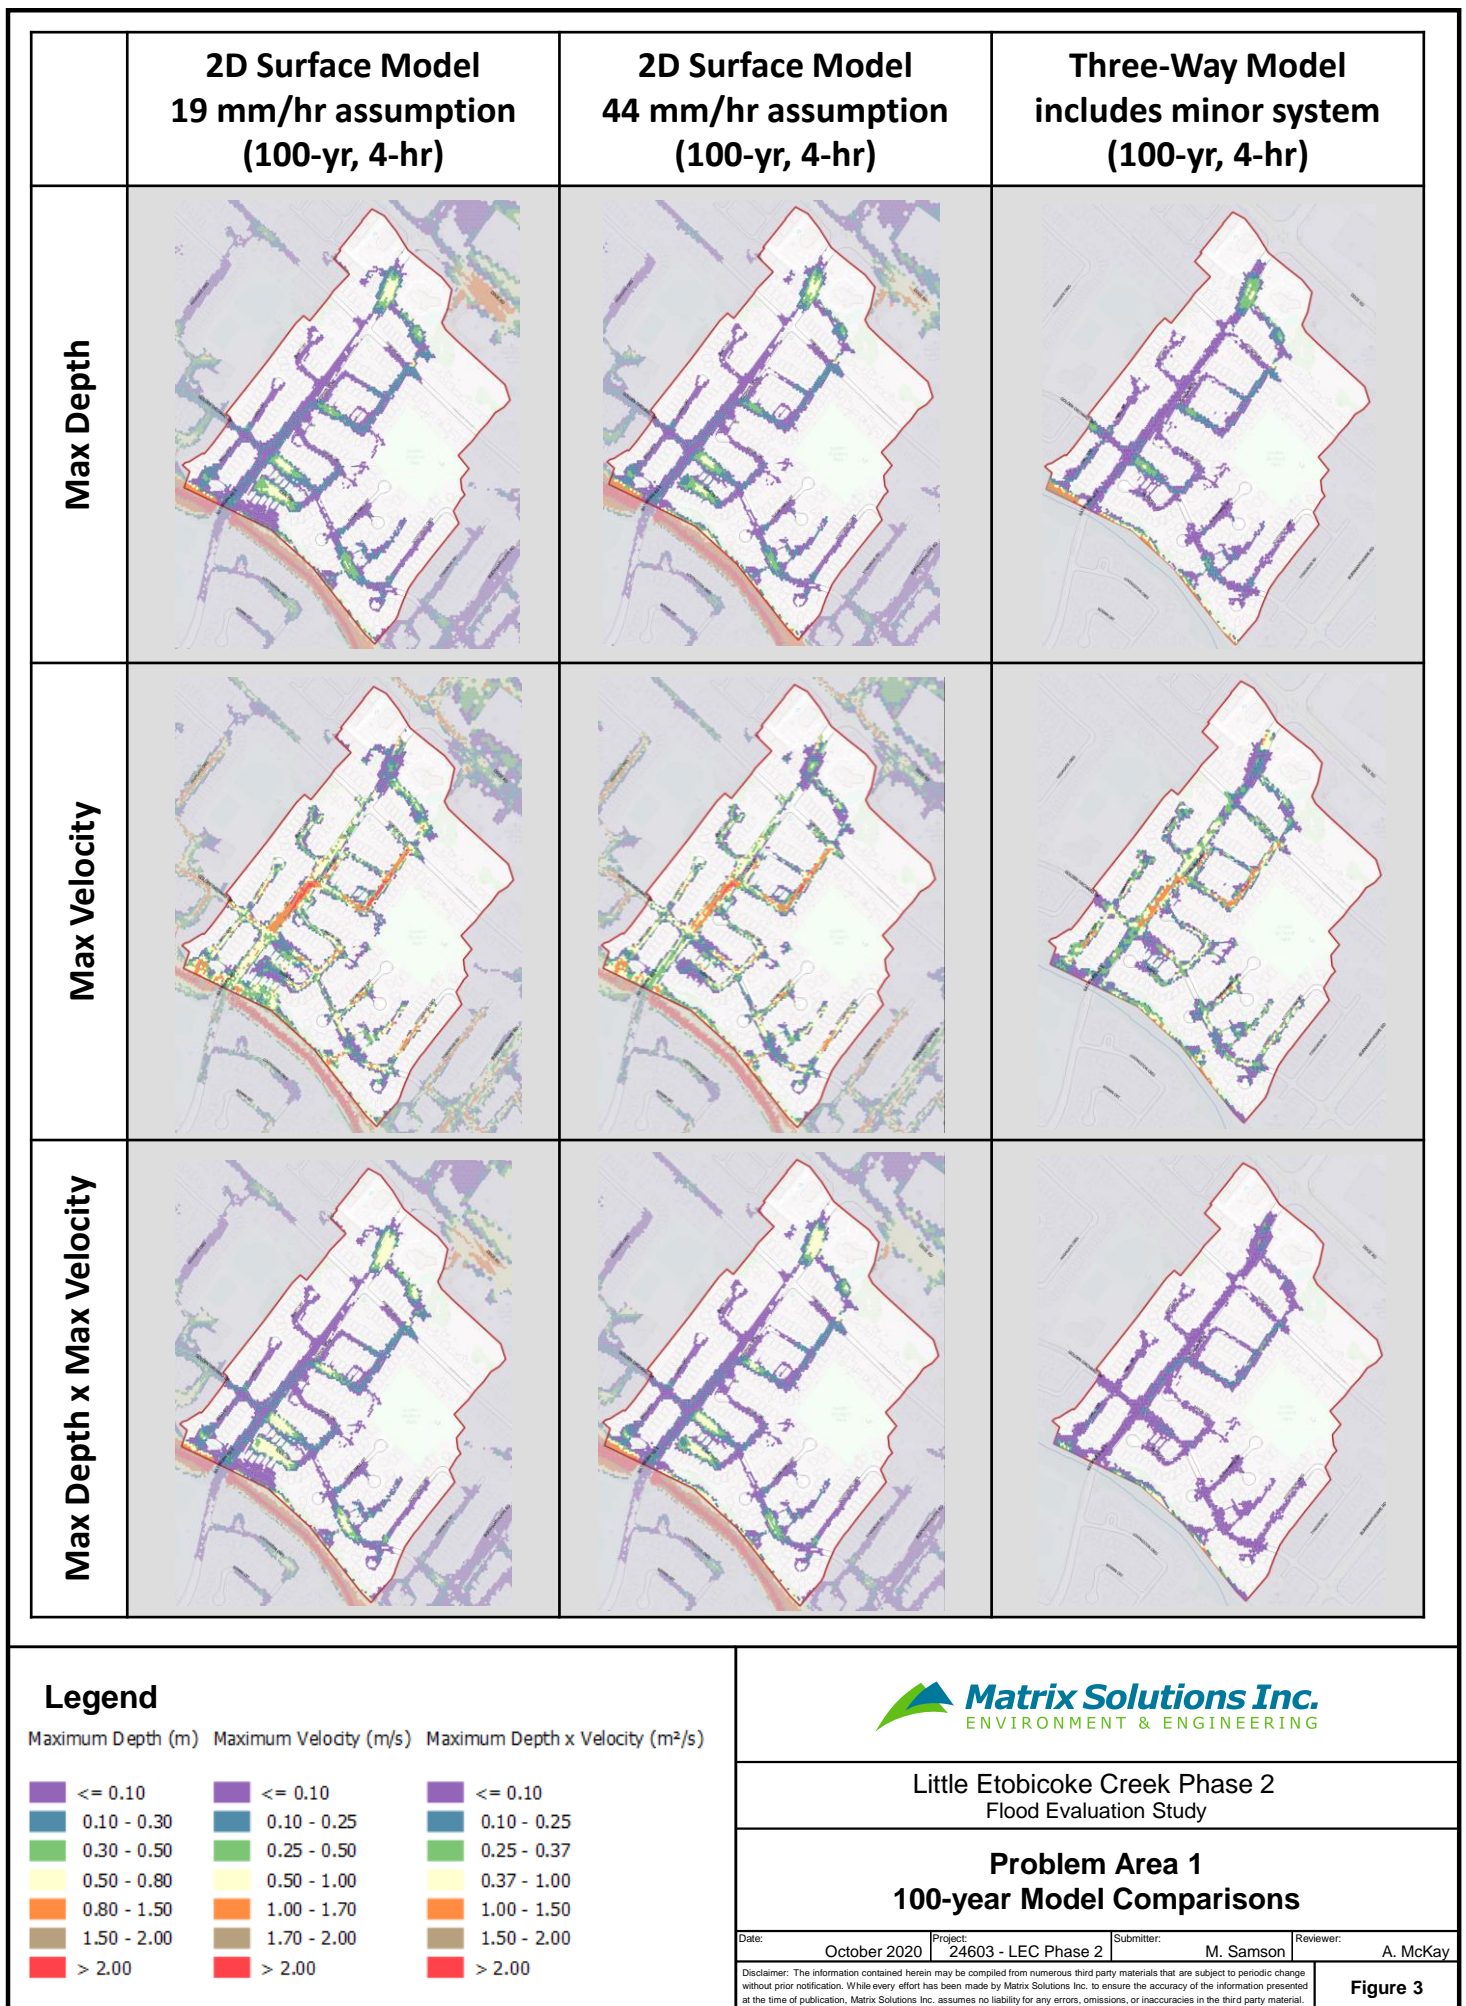 2D Surface Model
19 mm/hr assumption
(100-yr, 4-hr)
2D Surface Model
44 mm/hr assumption
(100-yr, 4-hr)
Three-Way Model
includes minor system
(100-yr, 4-hr)
Max Depth
Max Velocity
Max Depth x Max Velocity
Legend
Maximum Depth (m)
<= 0.10
0.10 - 0.30
0.30 - 0.50
0.50 - 0.80
0.80 - 1.50
1.50 - 2.00
> 2.00
Maximum Velocity (m/s)
<= 0.10
0.10 - 0.25
0.25 - 0.50
0.50 - 1.00
1.00 - 1.70
1.70 - 2.00
> 2.00
Maximum Depth x Velocity (m²/s)
<= 0.10
0.10 - 0.25
0.25 - 0.37
0.37 - 1.00
1.00 - 1.50
1.50 - 2.00
> 2.00
Matrix Solutions Inc.
ENVIRONMENT & ENGINEERING
Little Etobicoke Creek Phase 2
Flood Evaluation Study
Problem Area 1
100-year Model Comparisons
Date: October 2020
Project: 24603 - LEC Phase 2
Submitter: M. Samson
Reviewer: A. McKay
Disclaimer: The information contained herein may be compiled from numerous third party materials that are subject to periodic change
without prior notification. While every effort has been made by Matrix Solutions Inc. to ensure the accuracy of the information presented
at the time of publication, Matrix Solutions Inc. assumes no liability for any errors, omissions, or inaccuracies in the third party material.
Figure 3